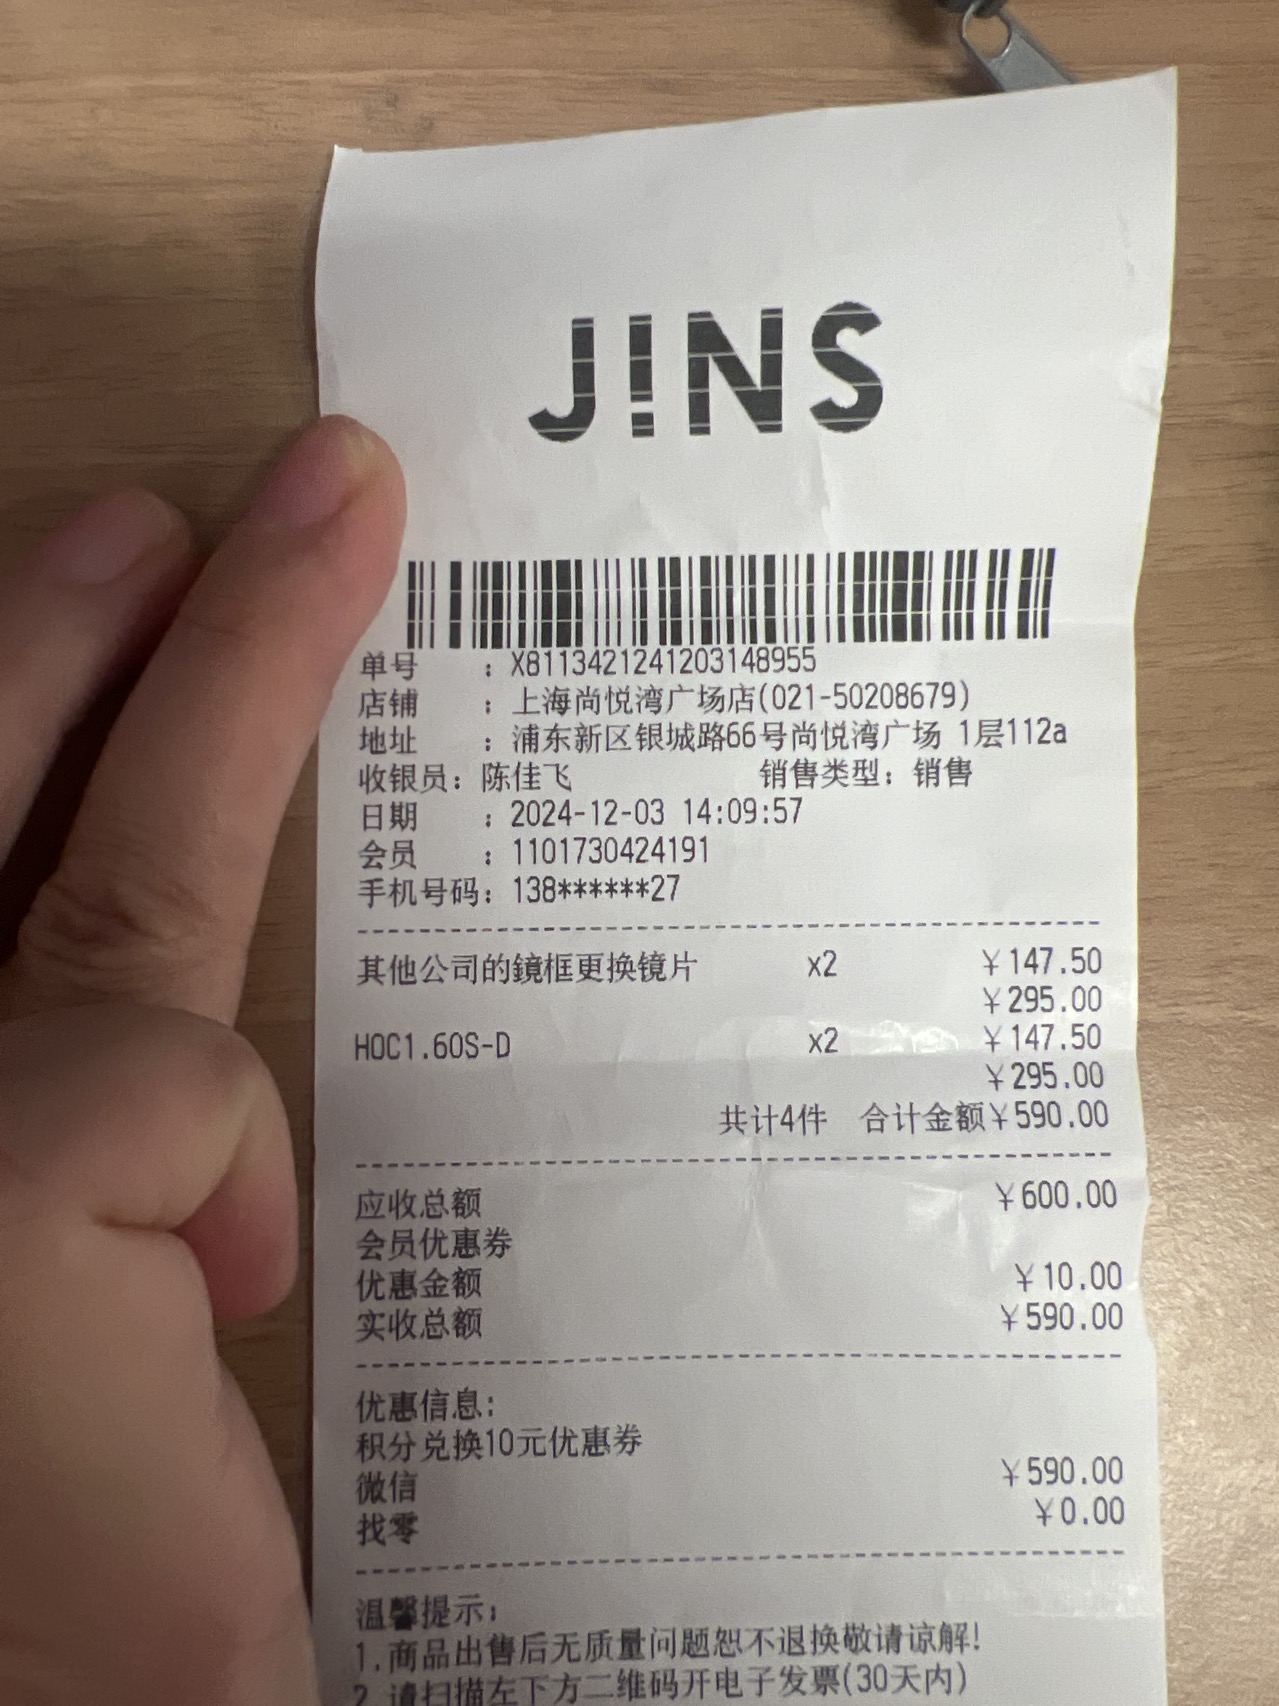 J!NS
单号 : X8113421241203148955
店铺 : 上海尚悦湾广场店(021-50208679)
地址 : 浦东新区银城路66号尚悦湾广场 1层112a
收银员: 陈佳飞 销售类型: 销售
日期 : 2024-12-03 14:09:57
会员 : 1101730424191
手机号码: 138******27
其他公司的鏡框更换镜片 x2 ¥147.50
¥295.00
HOC1.60S-D x2 ¥147.50
¥295.00
共计4件 合计金额¥590.00
应收总额 ¥600.00
会员优惠券
优惠金额 ¥10.00
实收总额 ¥590.00
优惠信息:
积分兑换10元优惠券
微信 ¥590.00
找零 ¥0.00
温馨提示:
1.商品出售后无质量问题恕不退换敬请谅解!
2.请扫描左下方二维码开电子发票(30天内)